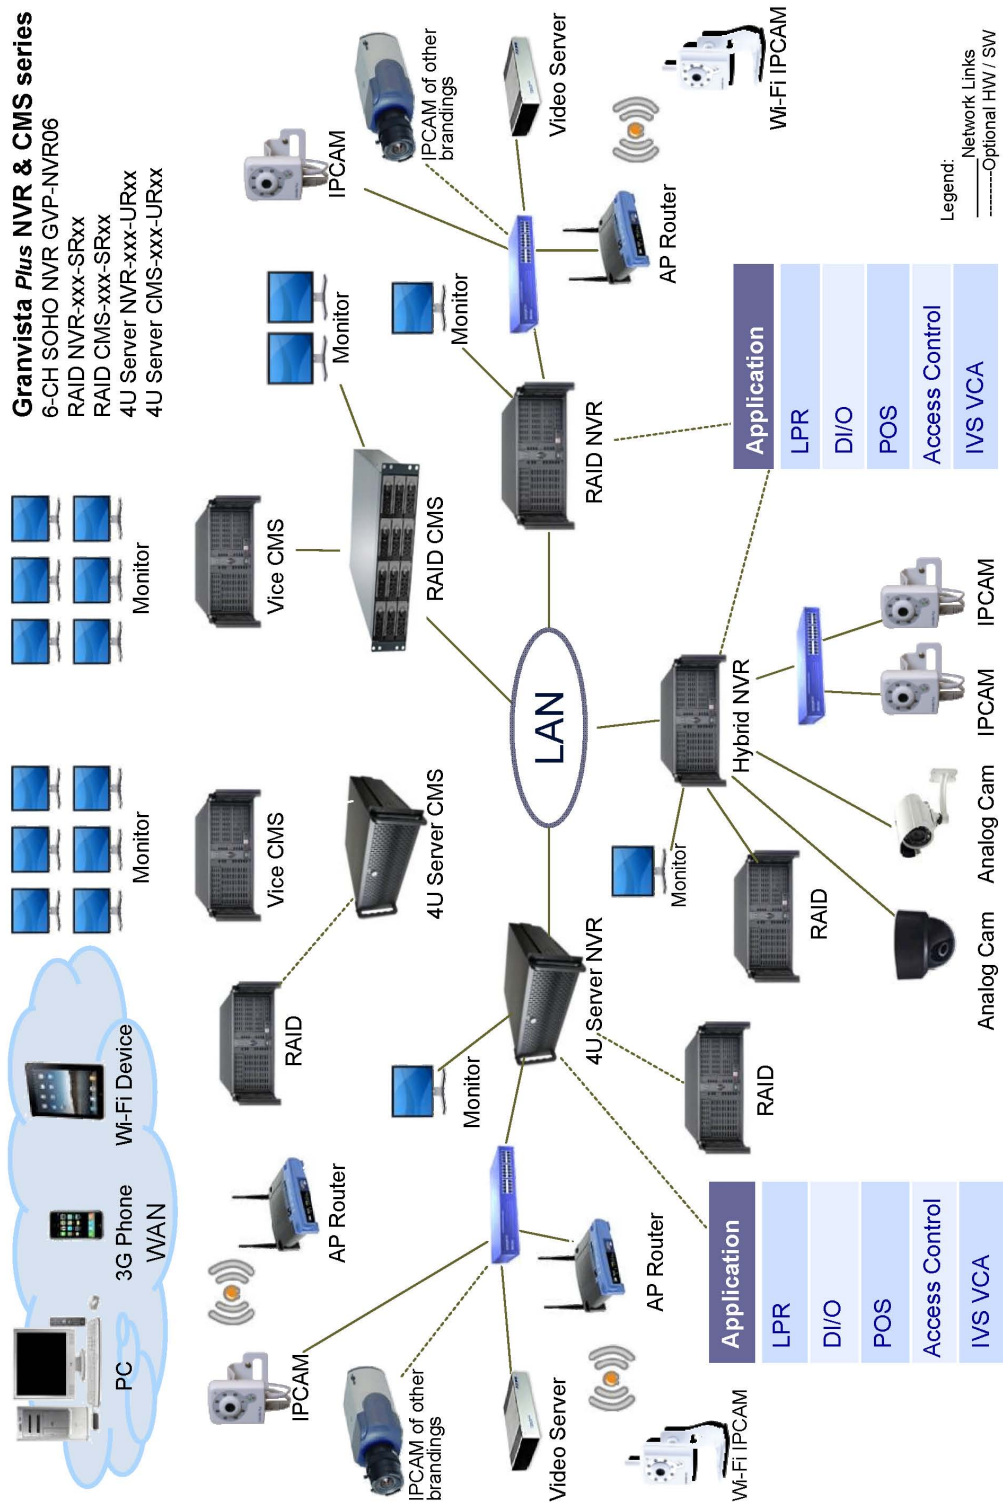 Granvista Plus NVR & CMS series
6-CH SOHO NVR GVP-NVR06
RAID NVR-xxx-SRxx
RAID CMS-xxx-SRxx
4U Server NVR-xxx-URxx
4U Server CMS-xxx-URxx
PC
3G Phone
Wi-Fi Device
WAN
Monitor
Monitor
AP Router
RAID
Vice CMS
Vice CMS
Monitor
IPCAM
IPCAM
4U Server CMS
RAID CMS
Monitor
IPCAM of other
brandings
IPCAM of other
brandings
Monitor
LAN
Video Server
AP Router
4U Server NVR
RAID NVR
AP Router
Video Server
Wi-Fi IPCAM
Monitor
Hybrid NVR
Wi-Fi IPCAM
RAID
RAID
Application
LPR
DI/O
POS
Access Control
IVS VCA
Analog Cam
Analog Cam
IPCAM
IPCAM
Application
LPR
DI/O
POS
Access Control
IVS VCA
Legend:
Network Links
Optional HW / SW